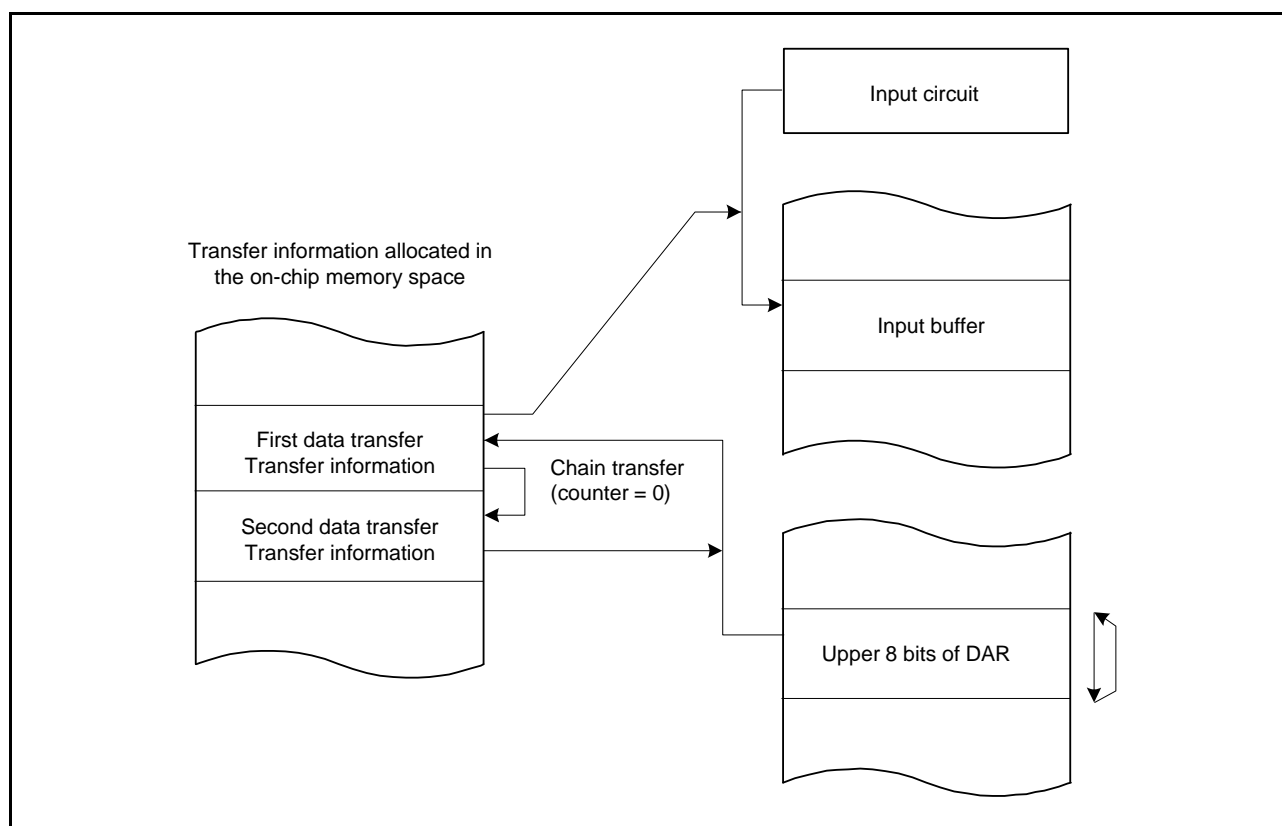 Input circuit
Input buffer
Transfer information allocated in
the on-chip memory space
First data transfer
Transfer information
Chain transfer
(counter = 0)
Second data transfer
Transfer information
Upper 8 bits of DAR